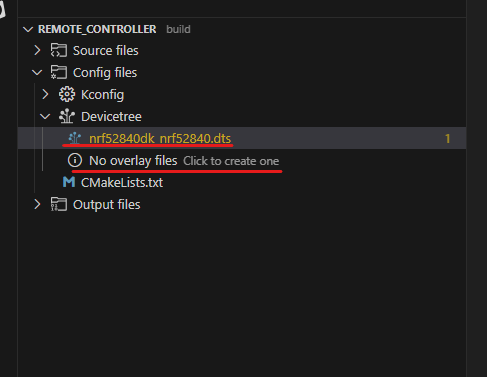 REMOTE_CONTROLLER build
Source files
Config files
Kconfig
Devicetree
nrf52840dk_nrf52840.dts 1
No overlay files Click to create one
CMakeLists.txt
Output files